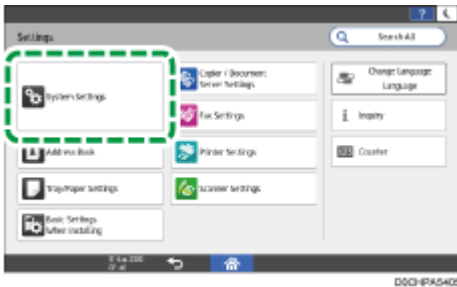 ?
Settings
Search All
System Settings
Copier / Document
Server Settings
Change Language
Language
Fax Settings
Inquiry
Address Book
Printer Settings
Counter
Tray/Paper Settings
Scanner Settings
Basic Settings
When Installing